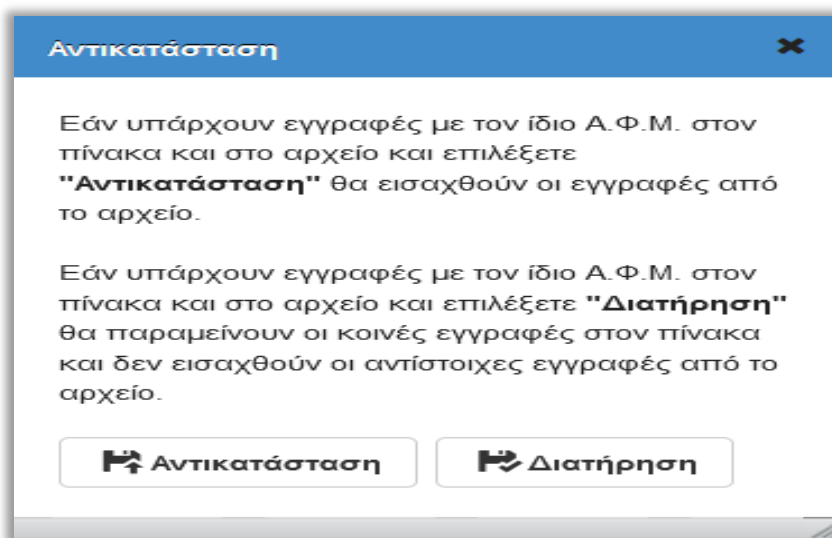 Αντικατάσταση
Εάν υπάρχουν εγγραφές με τον ίδιο Α.Φ.Μ. στον
πίνακα και στο αρχείο και επιλέξετε
"Αντικατάσταση" θα εισαχθούν οι εγγραφές από
το αρχείο.
Εάν υπάρχουν εγγραφές με τον ίδιο Α.Φ.Μ. στον
πίνακα και στο αρχείο και επιλέξετε "Διατήρηση"
θα παραμείνουν οι κοινές εγγραφές στον πίνακα
και δεν εισαχθούν οι αντίστοιχες εγγραφές από το
αρχείο.
Αντικατάσταση Διατήρηση